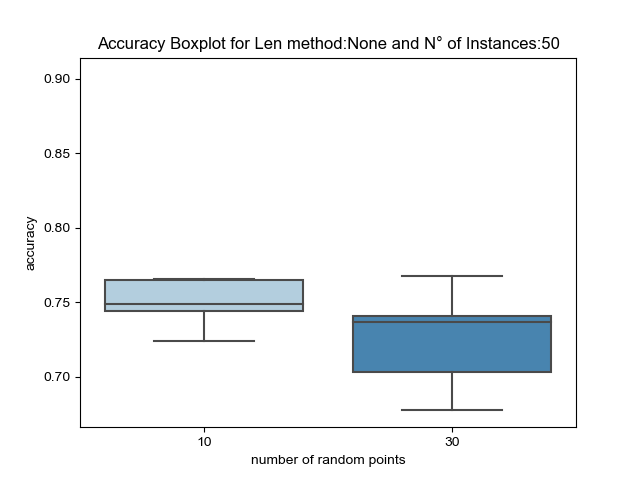 Accuracy Boxplot for Len method:None and N° of Instances:50
0.90
0.85
0.80
0.75
0.70
accuracy
10
30
number of random points